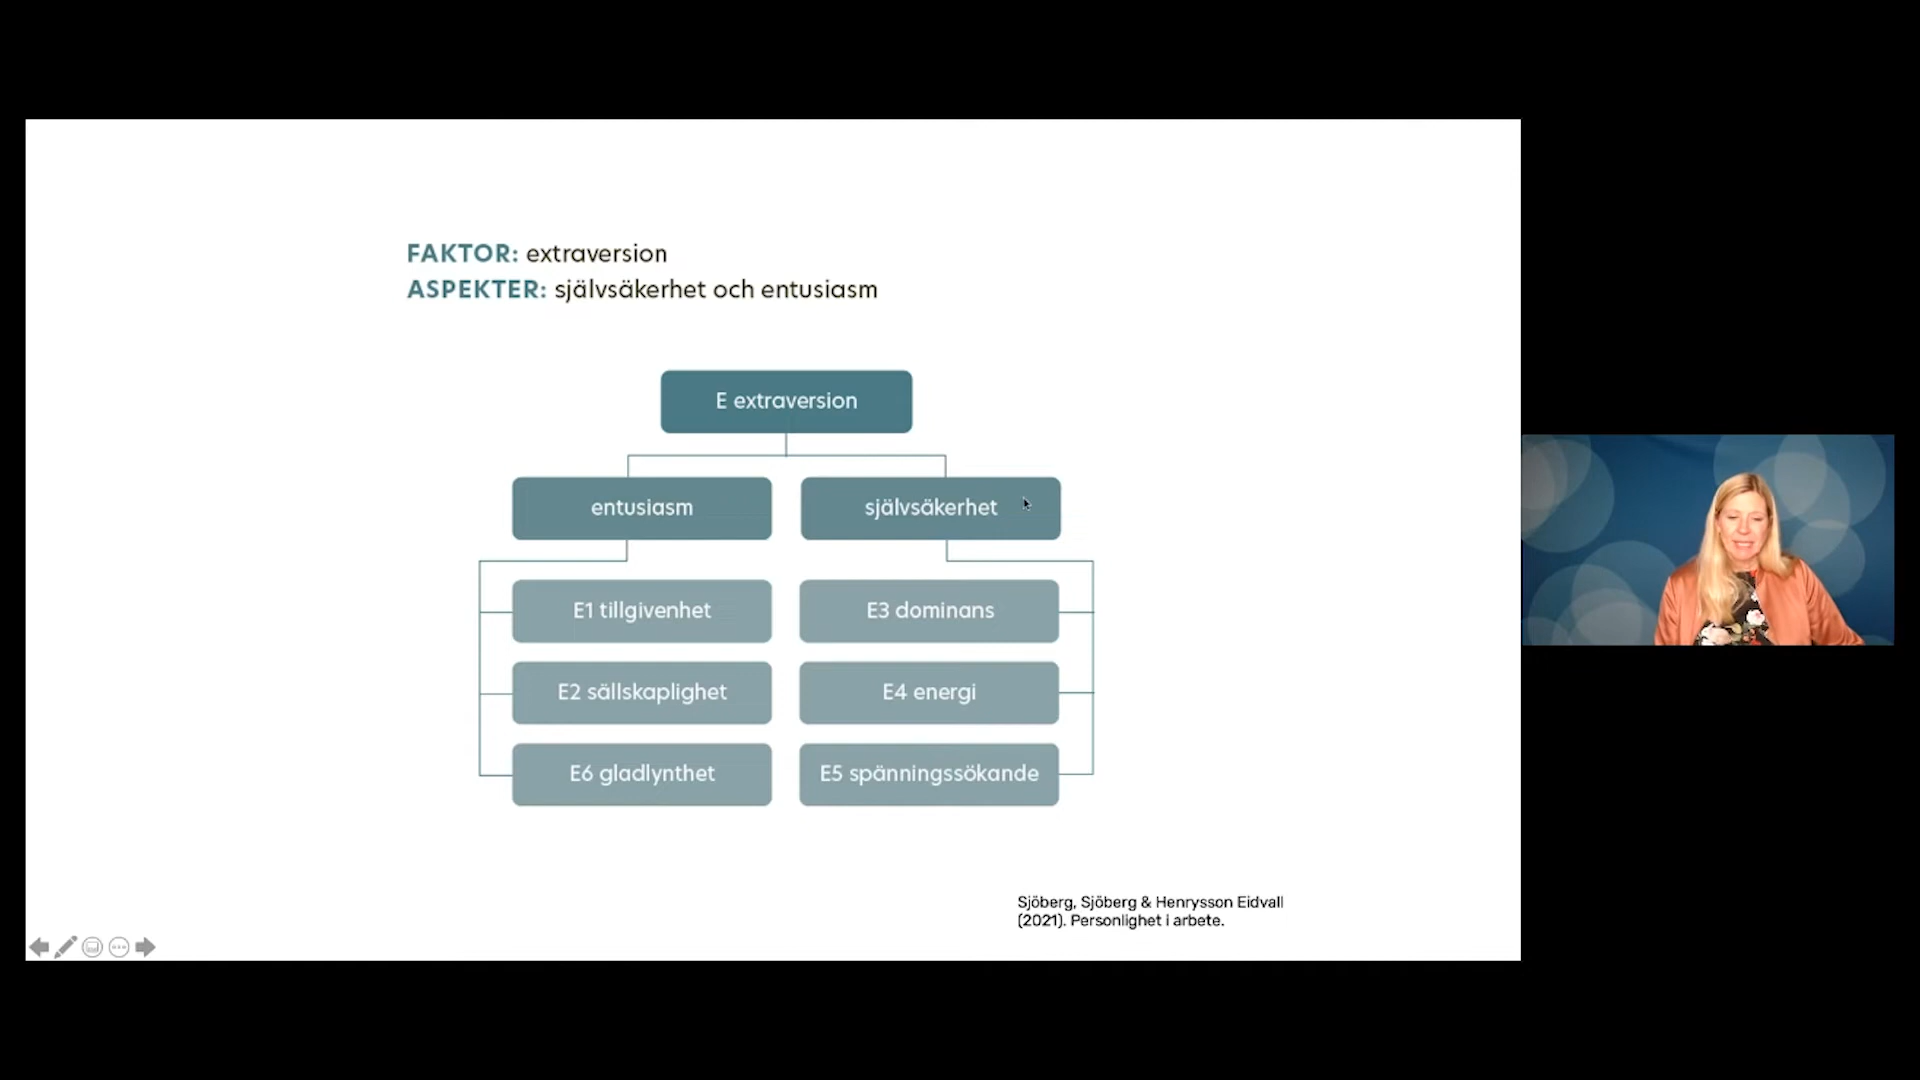 FAKTOR: extraversion
ASPEKTER: självsäkerhet och entusiasm
E extraversion
entusiasm
självsäkerhet
E1 tillgivenhet
E3 dominans
E2 sällskaplighet
E4 energi
E6 gladlynthet
E5 spänningssökande
Sjöberg, Sjöberg & Henrysson Eidvall
(2021). Personlighet i arbete.